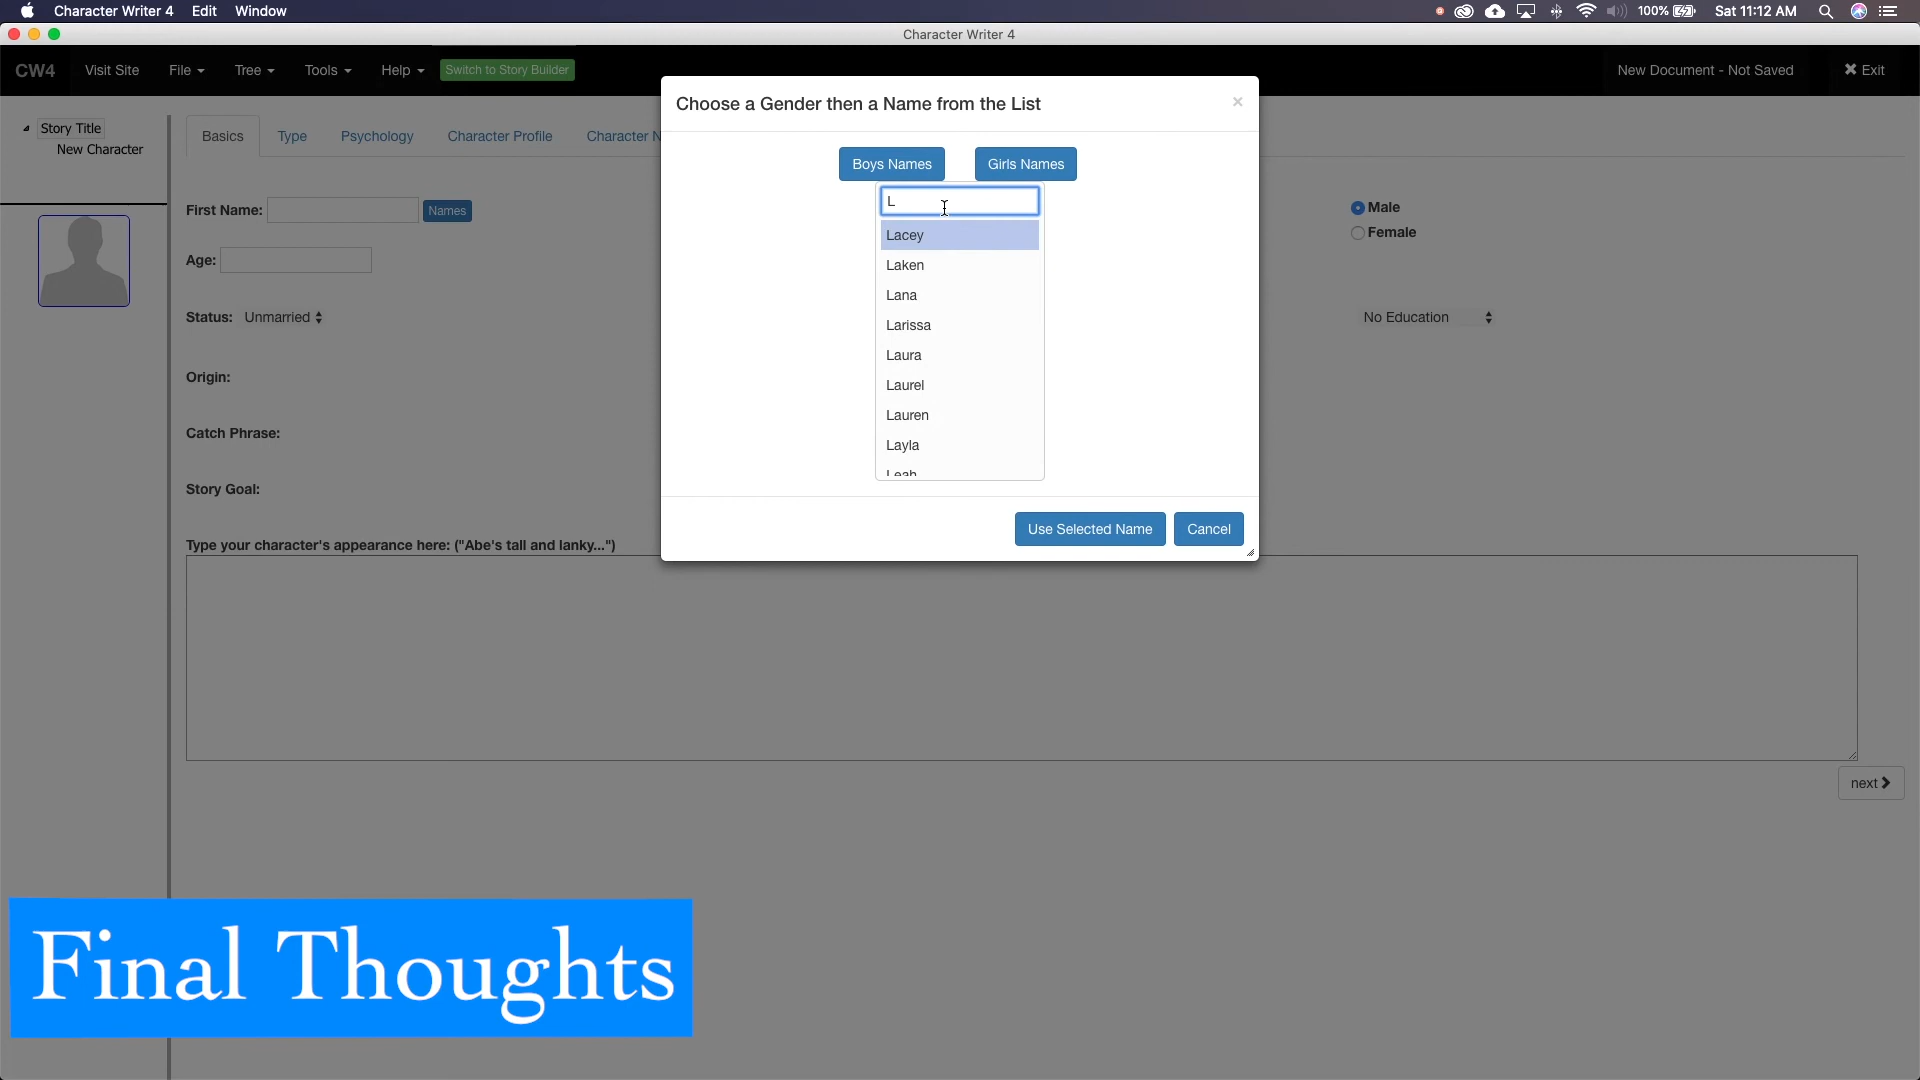 Character Writer 4 Edit Window 100% Sat 11:12 AM
Character Writer 4
CW4 Visit Site File Tree Tools Help Switch to Story Builder New Document - Not Saved Exit
Choose a Gender then a Name from the List ×
Story Title
New Character
Basics Type Psychology Character Profile Character N
Boys Names Girls Names
L
First Name: Names
Male
Female
Age:
Lacey
Laken
Lana
Larissa
Laura
Laurel
Lauren
Layla
Leah
Status: Unmarried
No Education
Origin:
Catch Phrase:
Story Goal:
Use Selected Name Cancel
Type your character's appearance here: ("Abe's tall and lanky...")
next
Final Thoughts